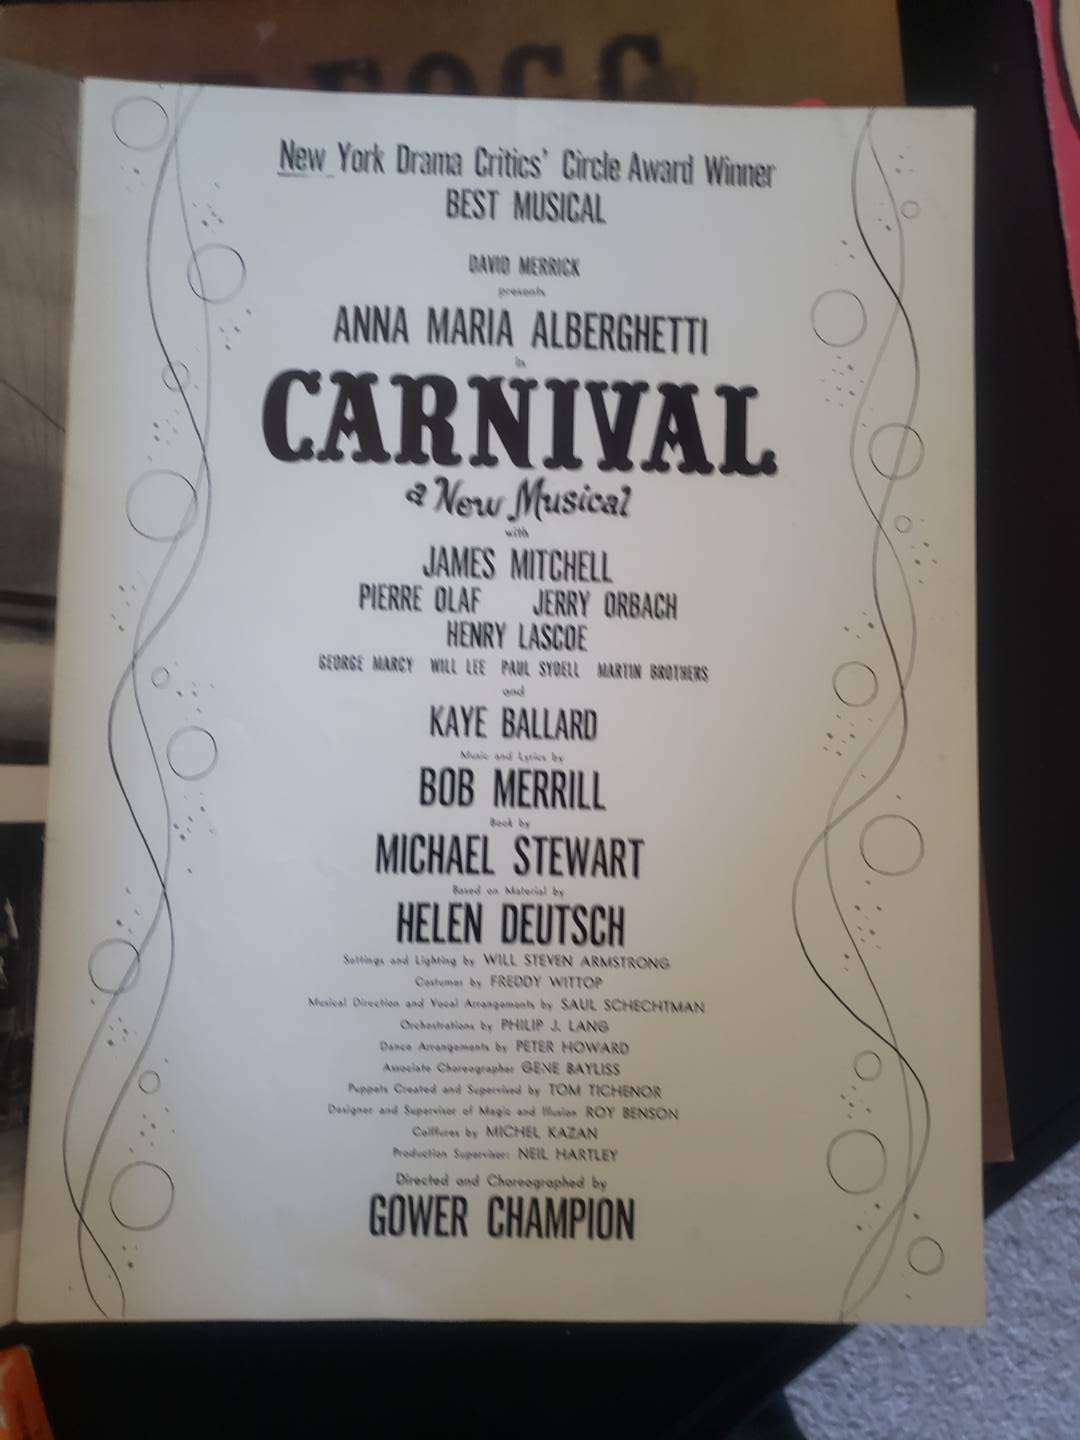 New York Drama Critics' Circle Award Winner
BEST MUSICAL
DAVID MERRICK
presents
ANNA MARIA ALBERGHETTI
in
CARNIVAL
a New Musical
with
JAMES MITCHELL
PIERRE OLAF JERRY ORBACH
HENRY LASCOE
GEORGE MARCY WILL LEE PAUL SYDELL MARTIN BROTHERS
and
KAYE BALLARD
Music and Lyrics by
BOB MERRILL
Book by
MICHAEL STEWART
Based on Material by
HELEN DEUTSCH
Settings and Lighting by WILL STEVEN ARMSTRONG
Costumes by FREDDY WITTOP
Musical Direction and Vocal Arrangements by SAUL SCHECHTMAN
Orchestrations by PHILIP J. LANG
Dance Arrangements by PETER HOWARD
Associate Choreographer GENE BAYLISS
Puppets Created and Supervised by TOM TICHENOR
Designer and Supervisor of Magic and Illusion ROY BENSON
Coiffures by MICHEL KAZAN
Production Supervisor: NEIL HARTLEY
Directed and Choreographed by
GOWER CHAMPION